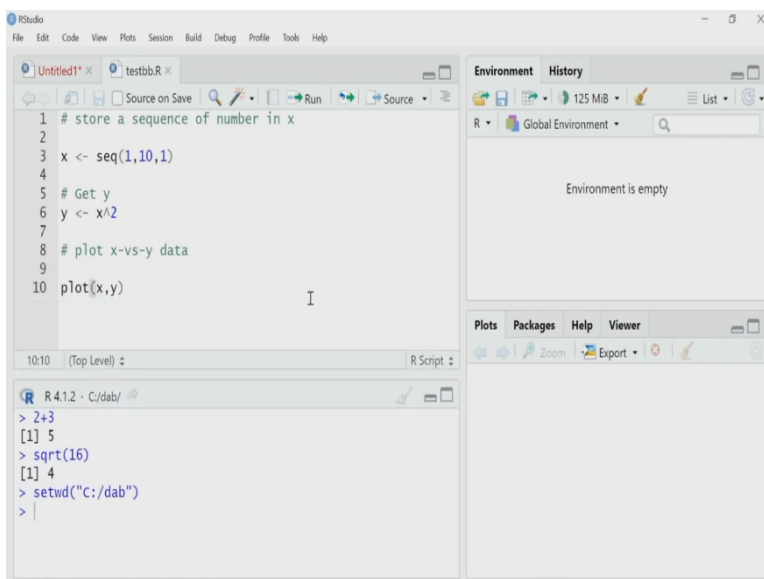 RStudio
File Edit Code View Plots Session Build Debug Profile Tools Help
Untitled1* × testbb.R ×
Source on Save Run Source
1 # store a sequence of number in x
2
3 x <- seq(1,10,1)
4
5 # Get y
6 y <- x^2
7
8 # plot x-vs-y data
9
10 plot(x,y)
10:10 (Top Level) R Script
R 4.1.2 · C:/dab/
> 2+3
[1] 5
> sqrt(16)
[1] 4
> setwd("C:/dab")
>
Environment History
125 MiB List
R Global Environment
Environment is empty
Plots Packages Help Viewer
Zoom Export